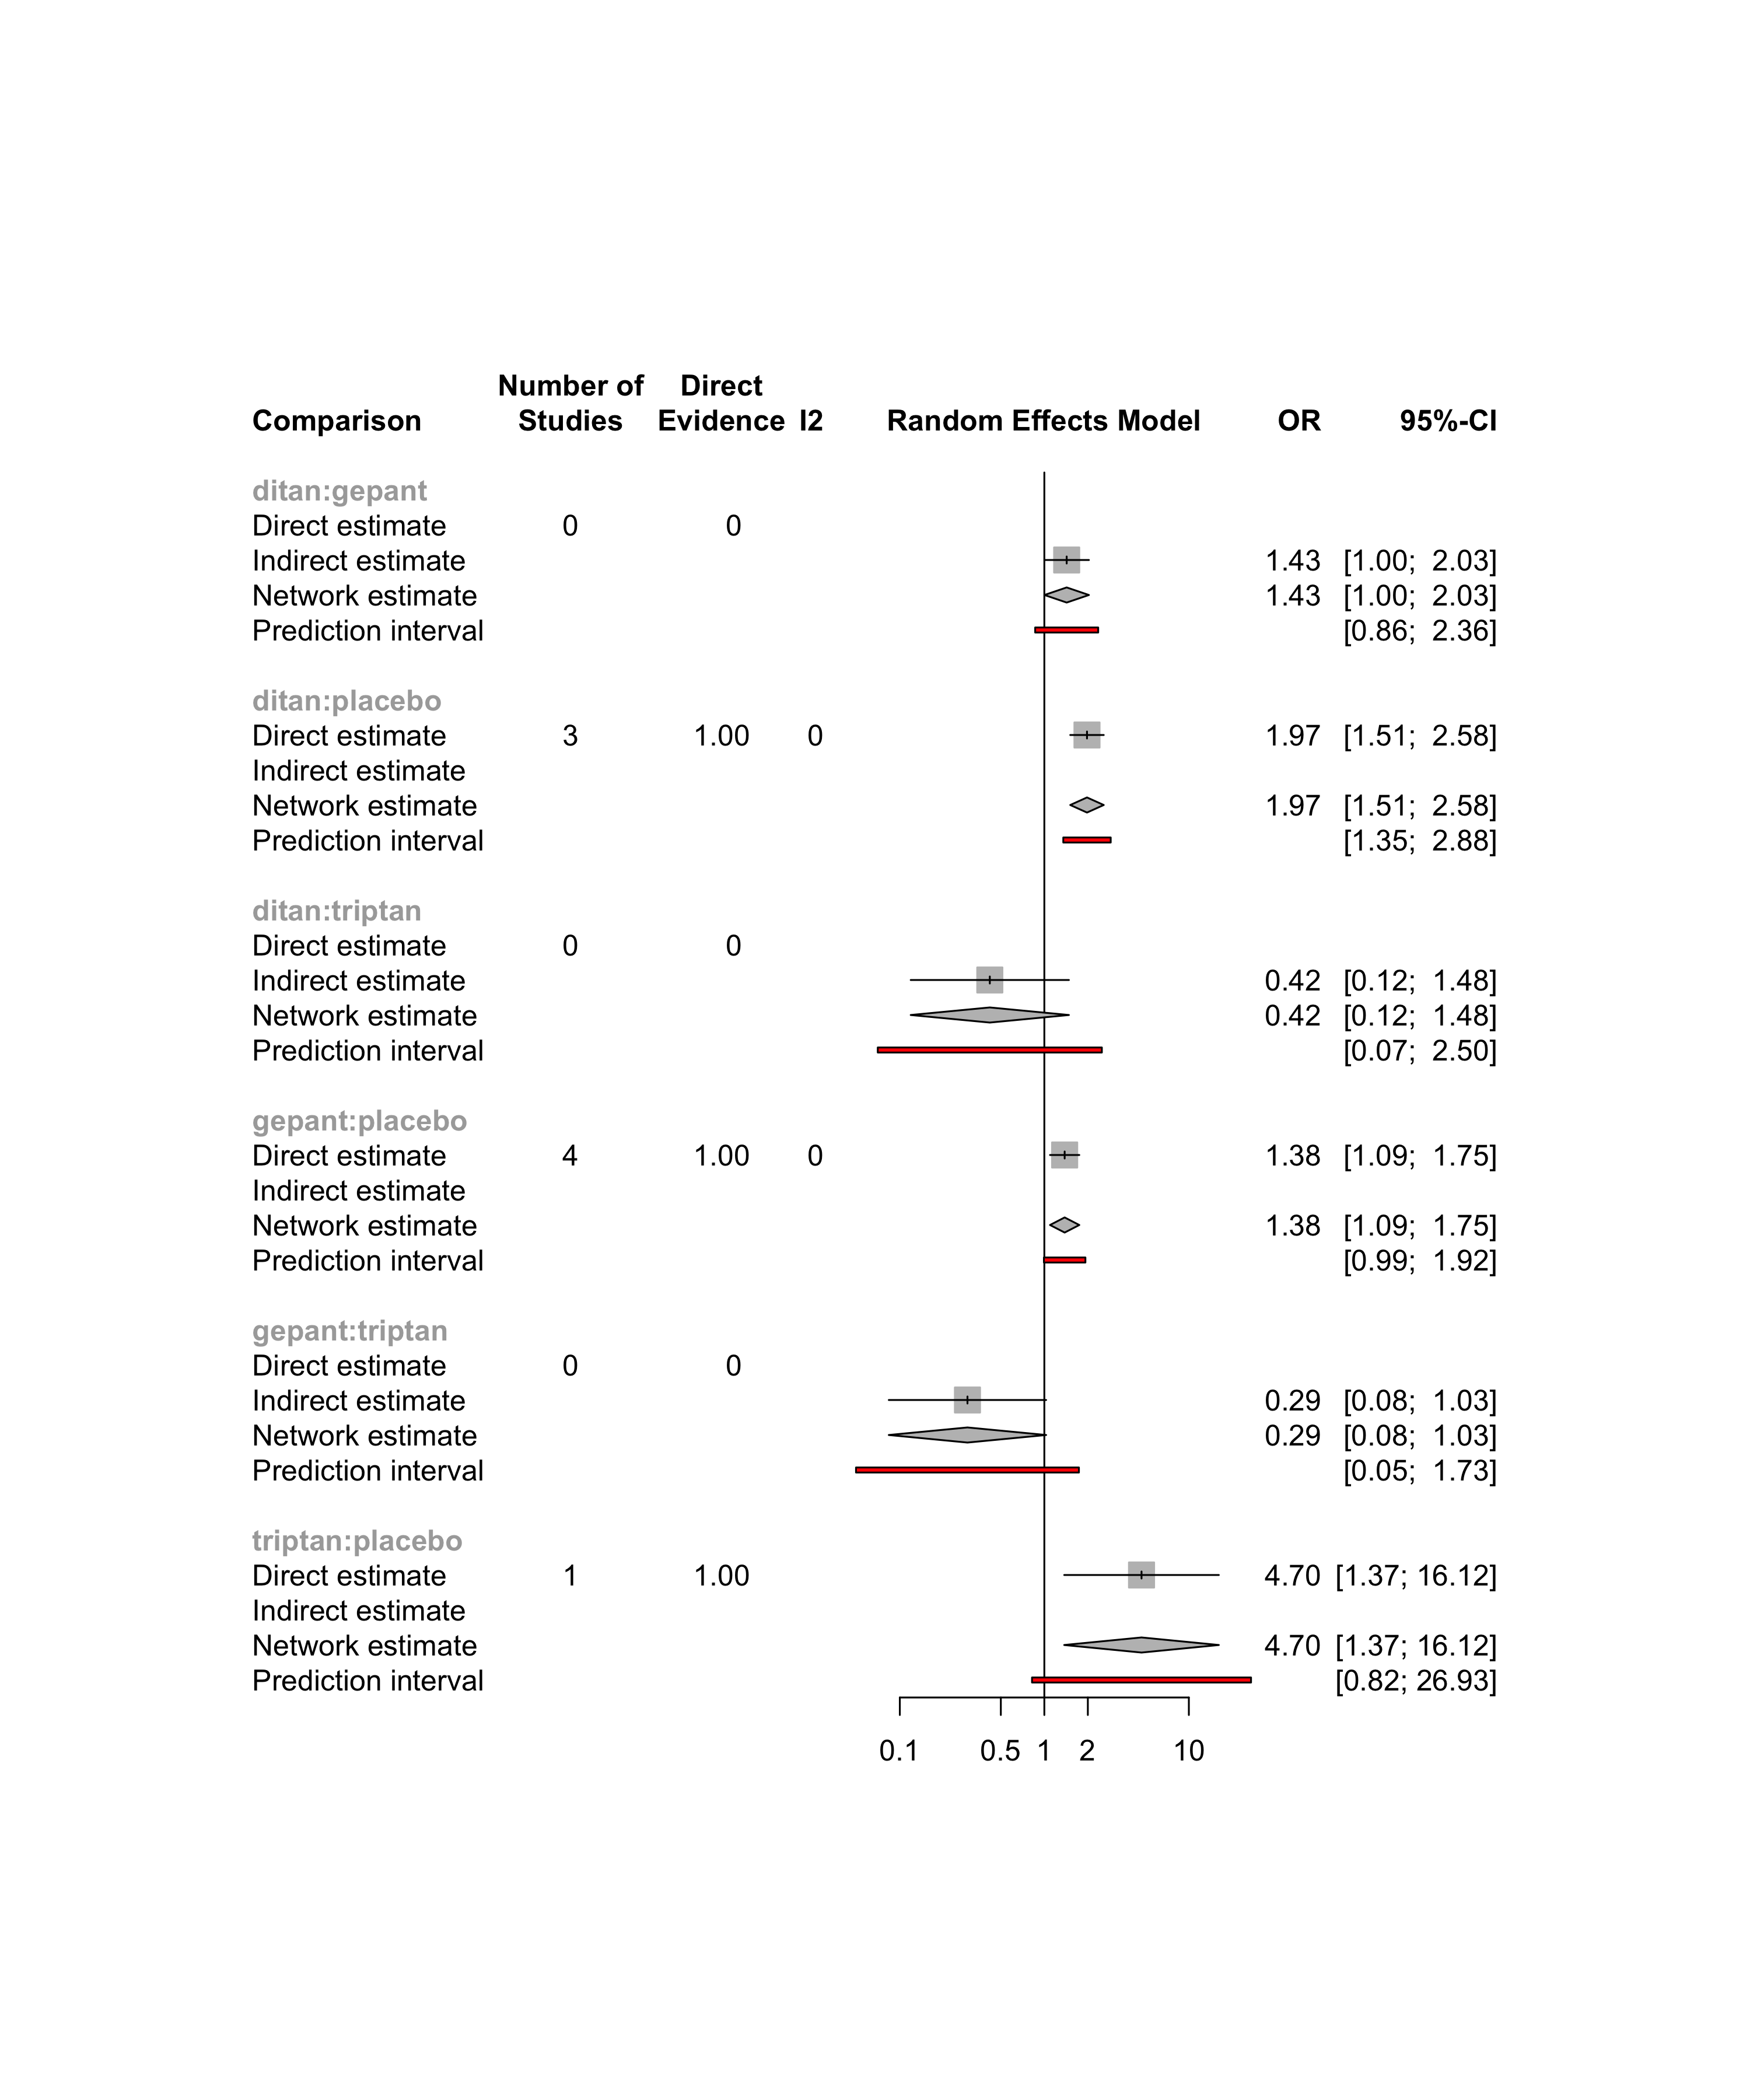 Number of Direct
Comparison Studies Evidence I2 Random Effects Model OR 95%-CI
ditan:gepant
Direct estimate 0 0
Indirect estimate 1.43 [1.00; 2.03]
Network estimate 1.43 [1.00; 2.03]
Prediction interval [0.86; 2.36]
ditan:placebo
Direct estimate 3 1.00 0 1.97 [1.51; 2.58]
Indirect estimate
Network estimate 1.97 [1.51; 2.58]
Prediction interval [1.35; 2.88]
ditan:triptan
Direct estimate 0 0
Indirect estimate 0.42 [0.12; 1.48]
Network estimate 0.42 [0.12; 1.48]
Prediction interval [0.07; 2.50]
gepant:placebo
Direct estimate 4 1.00 0 1.38 [1.09; 1.75]
Indirect estimate
Network estimate 1.38 [1.09; 1.75]
Prediction interval [0.99; 1.92]
gepant:triptan
Direct estimate 0 0
Indirect estimate 0.29 [0.08; 1.03]
Network estimate 0.29 [0.08; 1.03]
Prediction interval [0.05; 1.73]
triptan:placebo
Direct estimate 1 1.00 4.70 [1.37; 16.12]
Indirect estimate
Network estimate 4.70 [1.37; 16.12]
Prediction interval [0.82; 26.93]
0.1 0.5 1 2 10